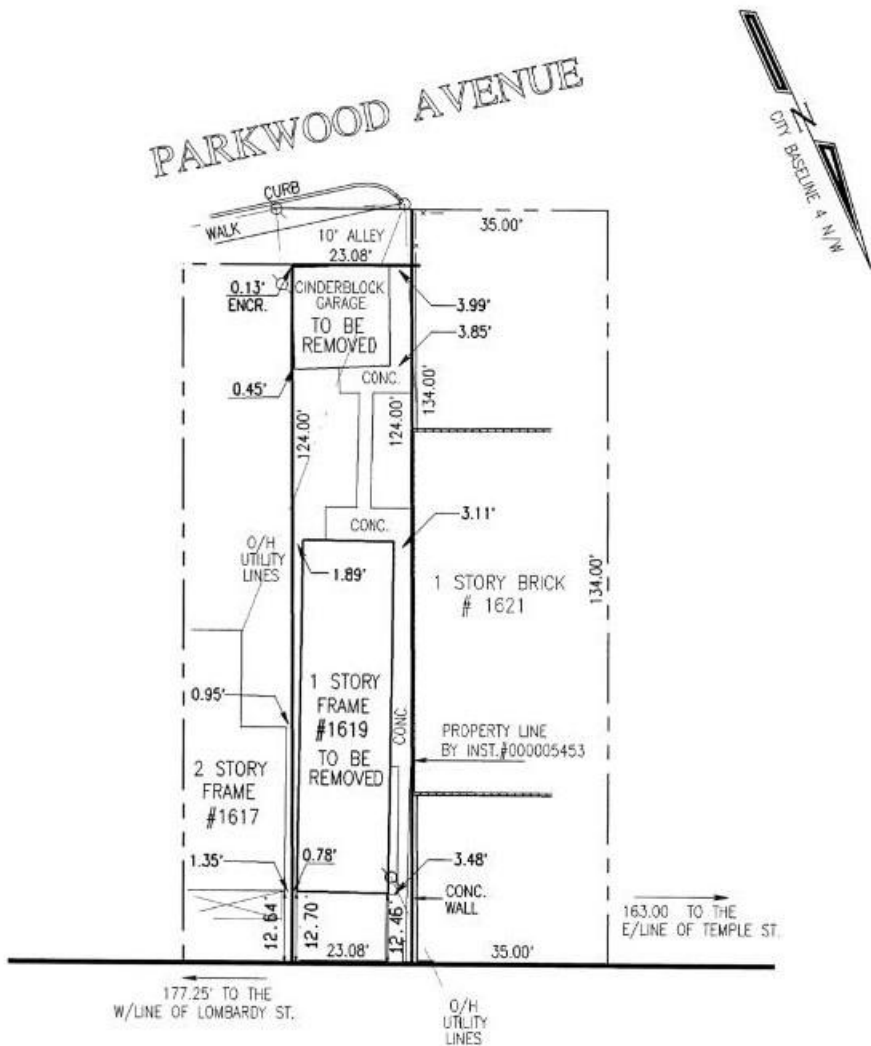 PARKWOOD AVENUE
CITY BASELINE 4 N/W
N
CURB
WALK
10" ALLEY
23.08'
35.00'
0.13'
ENCR.
CINDERBLOCK
GARAGE
TO BE
REMOVED
3.99'
3.85'
CONC.
0.45'
124.00'
124.00'
134.00'
CONC.
3.11'
O/H
UTILITY
LINES
1.89'
1 STORY BRICK
# 1621
134.00'
0.95'
1 STORY
FRAME
#1619
TO BE
REMOVED
CONC.
PROPERTY LINE
BY INST.#000005453
2 STORY
FRAME
#1617
1.35'
0.78'
3.48'
CONC.
WALL
12.64'
12.70'
12.46'
23.08'
35.00'
163.00 TO THE
E/LINE OF TEMPLE ST.
177.25' TO THE
W/LINE OF LOMBARDY ST.
O/H
UTILITY
LINES